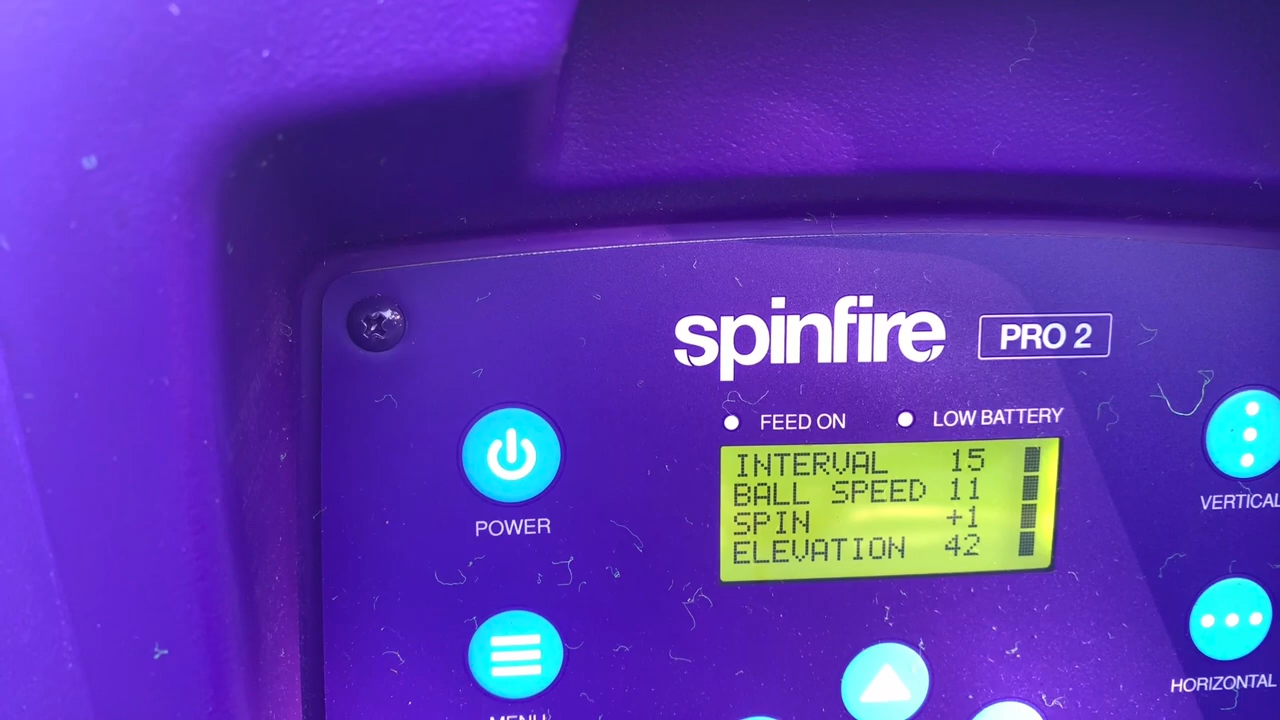 spinfire
PRO 2
FEED ON
LOW BATTERY
INTERVAL 15
BALL SPEED 11
SPIN +1
ELEVATION 42
POWER
VERTICAL
HORIZONTAL
MENU